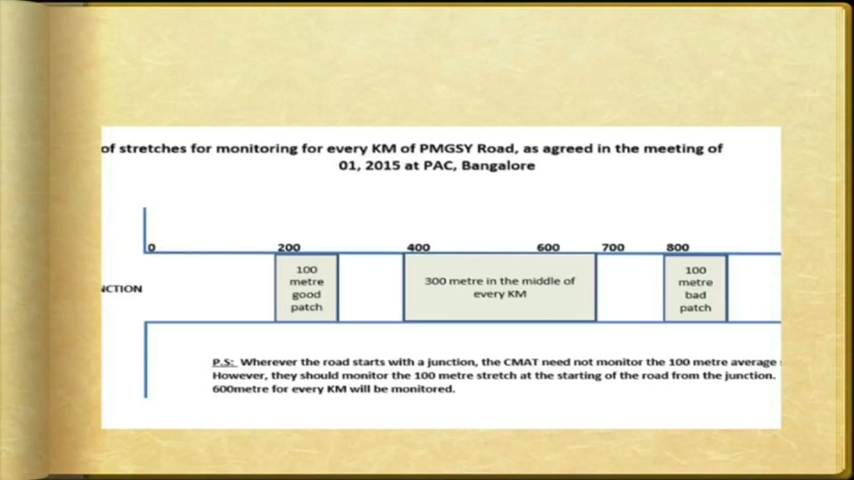 of stretches for monitoring for every KM of PMGSY Road, as agreed in the meeting of
01, 2015 at PAC, Bangalore
0 200 400 600 700 800
100
metre
good
patch
300 metre in the middle of
every KM
100
metre
bad
patch
P.S: Wherever the road starts with a junction, the CMAT need not monitor the 100 metre average
However, they should monitor the 100 metre stretch at the starting of the road from the junction.
600metre for every KM will be monitored.